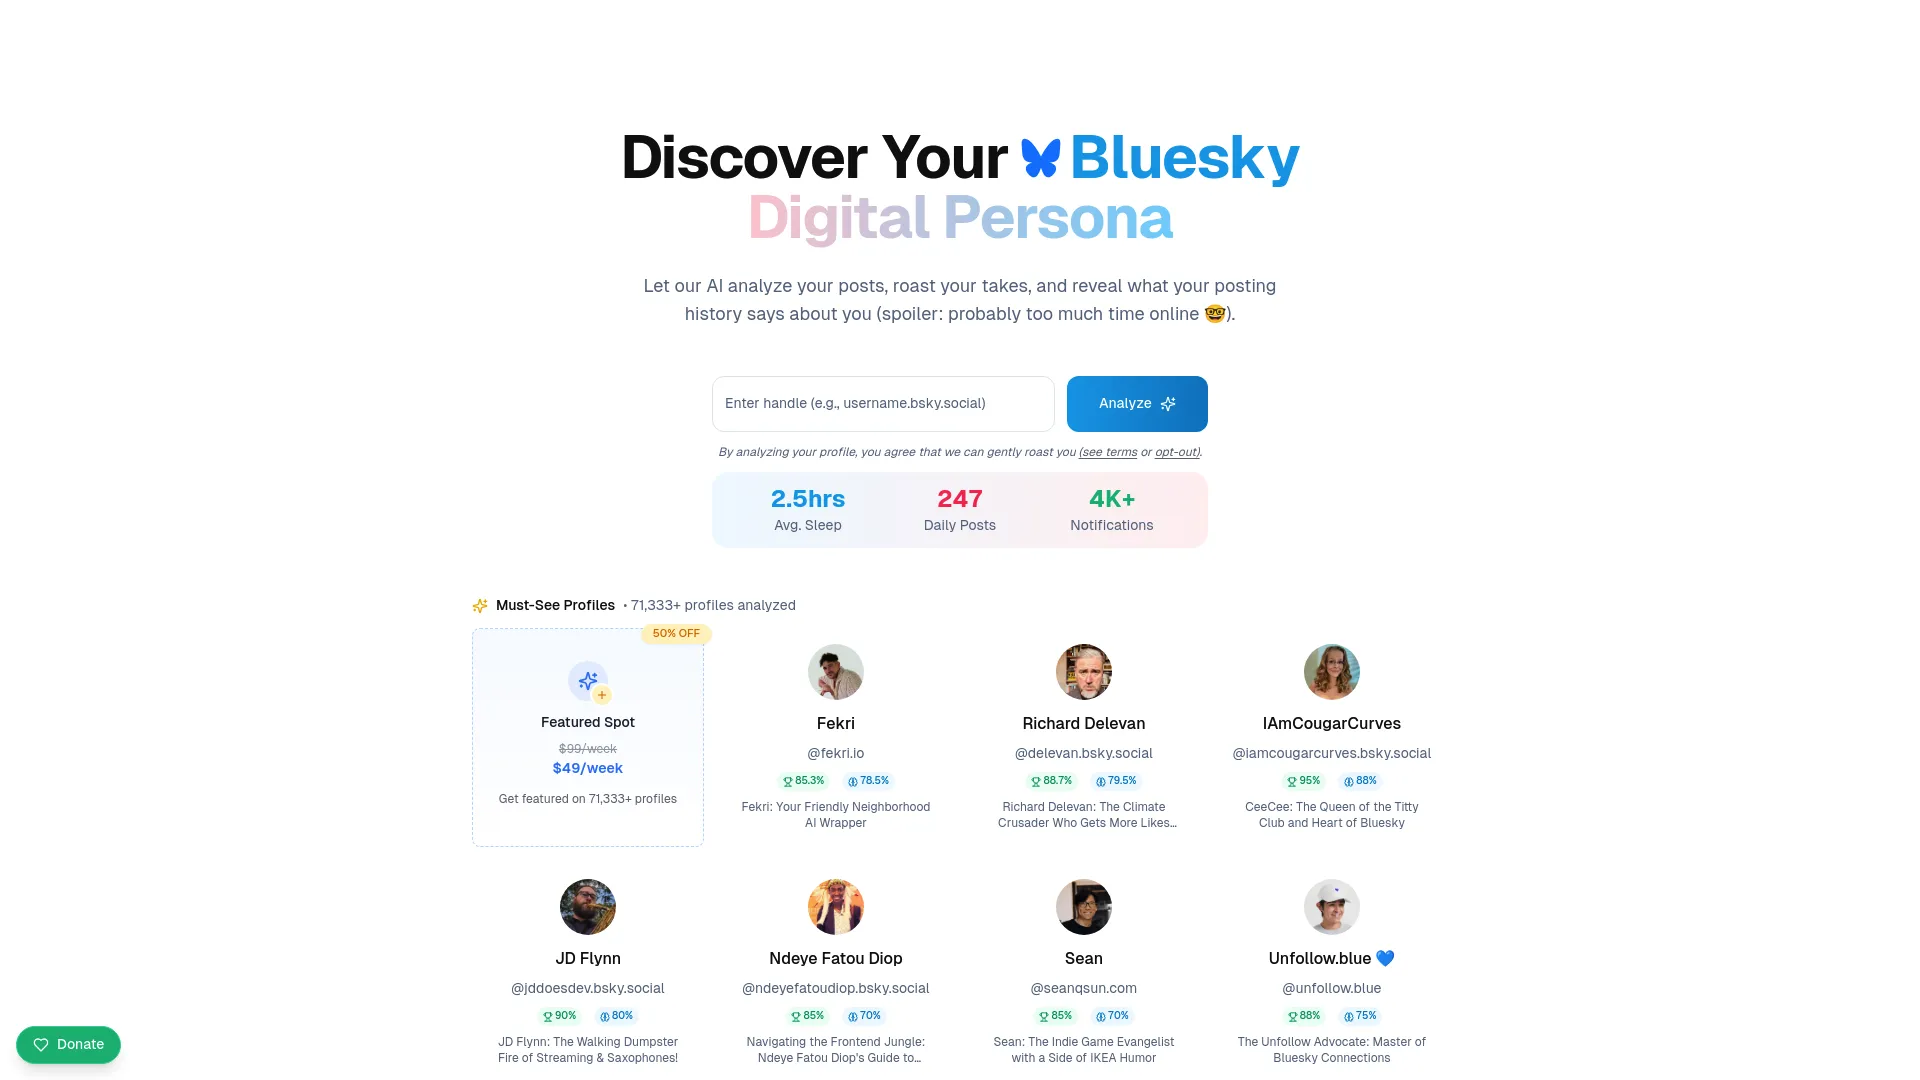 Discover Your Bluesky
Digital Persona
Let our AI analyze your posts, roast your takes, and reveal what your posting
history says about you (spoiler: probably too much time online 🤓).
Enter handle (e.g., username.bsky.social)
Analyze
By analyzing your profile, you agree that we can gently roast you (see terms or opt-out).
2.5hrs
Avg. Sleep
247
Daily Posts
4K+
Notifications
Must-See Profiles • 71,333+ profiles analyzed
50% OFF
Featured Spot
$99/week
$49/week
Get featured on 71,333+ profiles
Fekri
@fekri.io
85.3% 78.5%
Fekri: Your Friendly Neighborhood
AI Wrapper
Richard Delevan
@delevan.bsky.social
88.7% 79.5%
Richard Delevan: The Climate
Crusader Who Gets More Likes…
IAmCougarCurves
@iamcougarcurves.bsky.social
95% 88%
CeeCee: The Queen of the Titty
Club and Heart of Bluesky
JD Flynn
@jddoesdev.bsky.social
90% 80%
JD Flynn: The Walking Dumpster
Fire of Streaming & Saxophones!
Ndeye Fatou Diop
@ndeyefatoudiop.bsky.social
85% 70%
Navigating the Frontend Jungle:
Ndeye Fatou Diop's Guide to…
Sean
@seanqsun.com
85% 70%
Sean: The Indie Game Evangelist
with a Side of IKEA Humor
Unfollow.blue 💙
@unfollow.blue
88% 75%
The Unfollow Advocate: Master of
Bluesky Connections
Donate